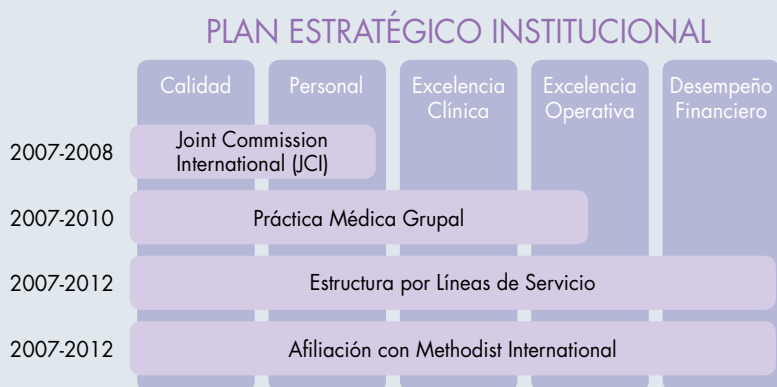 PLAN ESTRATÉGICO INSTITUCIONAL
Calidad
Personal
Excelencia
Clínica
Excelencia
Operativa
Desempeño
Financiero
2007-2008
Joint Commission
International (JCI)
2007-2010
Práctica Médica Grupal
2007-2012
Estructura por Líneas de Servicio
2007-2012
Afiliación con Methodist International